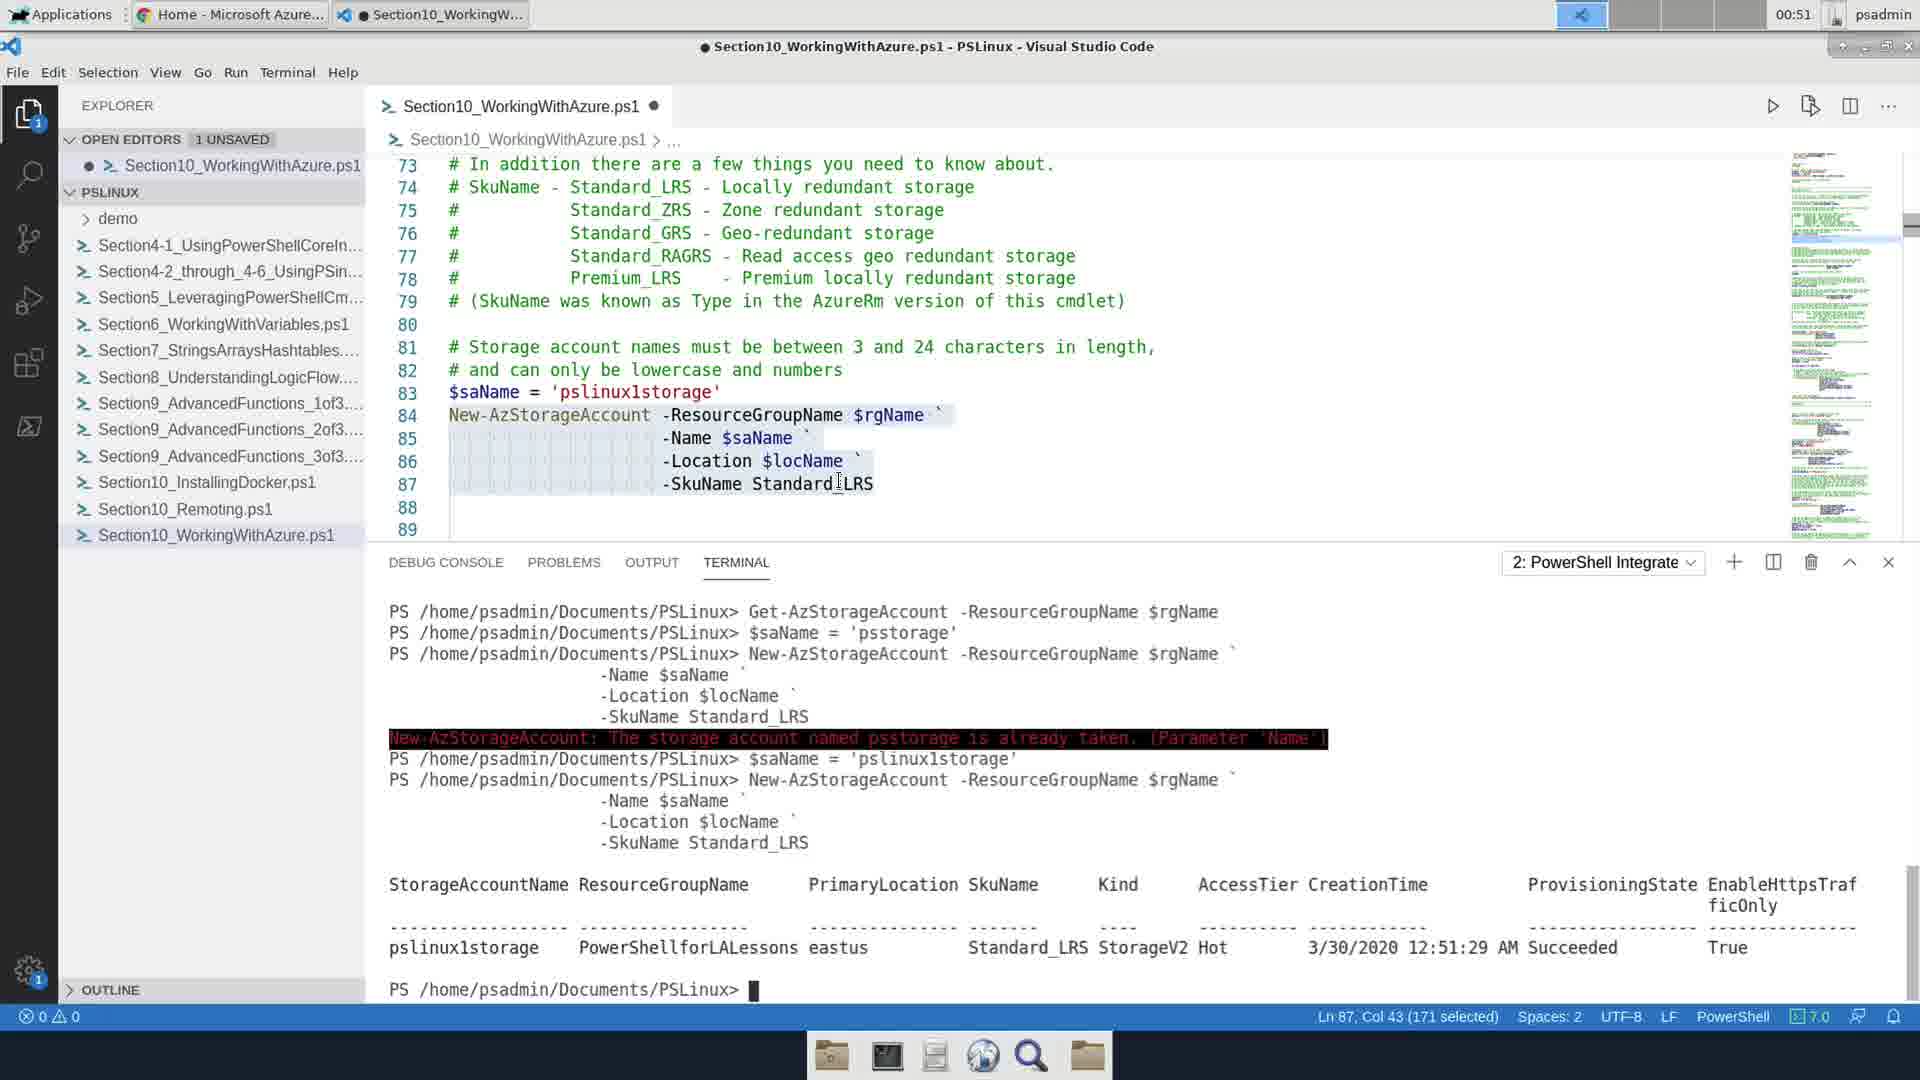 Applications
Home - Microsoft Azure...
● Section10_WorkingW...
00:51
psadmin
● Section10_WorkingWithAzure.ps1 - PSLinux - Visual Studio Code
File Edit Selection View Go Run Terminal Help
1
EXPLORER
OPEN EDITORS 1 UNSAVED
● Section10_WorkingWithAzure.ps1
PSLINUX
demo
Section4-1_UsingPowerShellCoreIn...
Section4-2_through_4-6_UsingPSin...
Section5_LeveragingPowerShellCm...
Section6_WorkingWithVariables.ps1
Section7_StringsArraysHashtables....
Section8_UnderstandingLogicFlow....
Section9_AdvancedFunctions_1of3....
Section9_AdvancedFunctions_2of3....
Section9_AdvancedFunctions_3of3....
Section10_InstallingDocker.ps1
Section10_Remoting.ps1
Section10_WorkingWithAzure.ps1
OUTLINE
1
Section10_WorkingWithAzure.ps1 ●
Section10_WorkingWithAzure.ps1 > ...
73 # In addition there are a few things you need to know about.
74 # SkuName - Standard_LRS - Locally redundant storage
75 #           Standard_ZRS - Zone redundant storage
76 #           Standard_GRS - Geo-redundant storage
77 #           Standard_RAGRS - Read access geo redundant storage
78 #           Premium_LRS    - Premium locally redundant storage
79 # (SkuName was known as Type in the AzureRm version of this cmdlet)
80
81 # Storage account names must be between 3 and 24 characters in length,
82 # and can only be lowercase and numbers
83 $saName = 'pslinux1storage'
84 New-AzStorageAccount -ResourceGroupName $rgName `
85                      -Name $saName `
86                      -Location $locName `
87                      -SkuName Standard_LRS
88
89
DEBUG CONSOLE PROBLEMS OUTPUT TERMINAL
2: PowerShell Integrate
PS /home/psadmin/Documents/PSLinux> Get-AzStorageAccount -ResourceGroupName $rgName
PS /home/psadmin/Documents/PSLinux> $saName = 'psstorage'
PS /home/psadmin/Documents/PSLinux> New-AzStorageAccount -ResourceGroupName $rgName `
                     -Name $saName `
                     -Location $locName `
                     -SkuName Standard_LRS
New-AzStorageAccount: The storage account named psstorage is already taken. (Parameter 'Name')
PS /home/psadmin/Documents/PSLinux> $saName = 'pslinux1storage'
PS /home/psadmin/Documents/PSLinux> New-AzStorageAccount -ResourceGroupName $rgName `
                     -Name $saName `
                     -Location $locName `
                     -SkuName Standard_LRS
StorageAccountName ResourceGroupName      PrimaryLocation SkuName      Kind      AccessTier CreationTime          ProvisioningState EnableHttpsTraf
ficOnly
------------------ -----------------      --------------- -------      ----      ---------- ------------          ----------------- ---------------
pslinux1storage    PowerShellforLALessons eastus          Standard_LRS StorageV2 Hot        3/30/2020 12:51:29 AM Succeeded         True
PS /home/psadmin/Documents/PSLinux>
0 0
Ln 87, Col 43 (171 selected) Spaces: 2 UTF-8 LF PowerShell 7.0